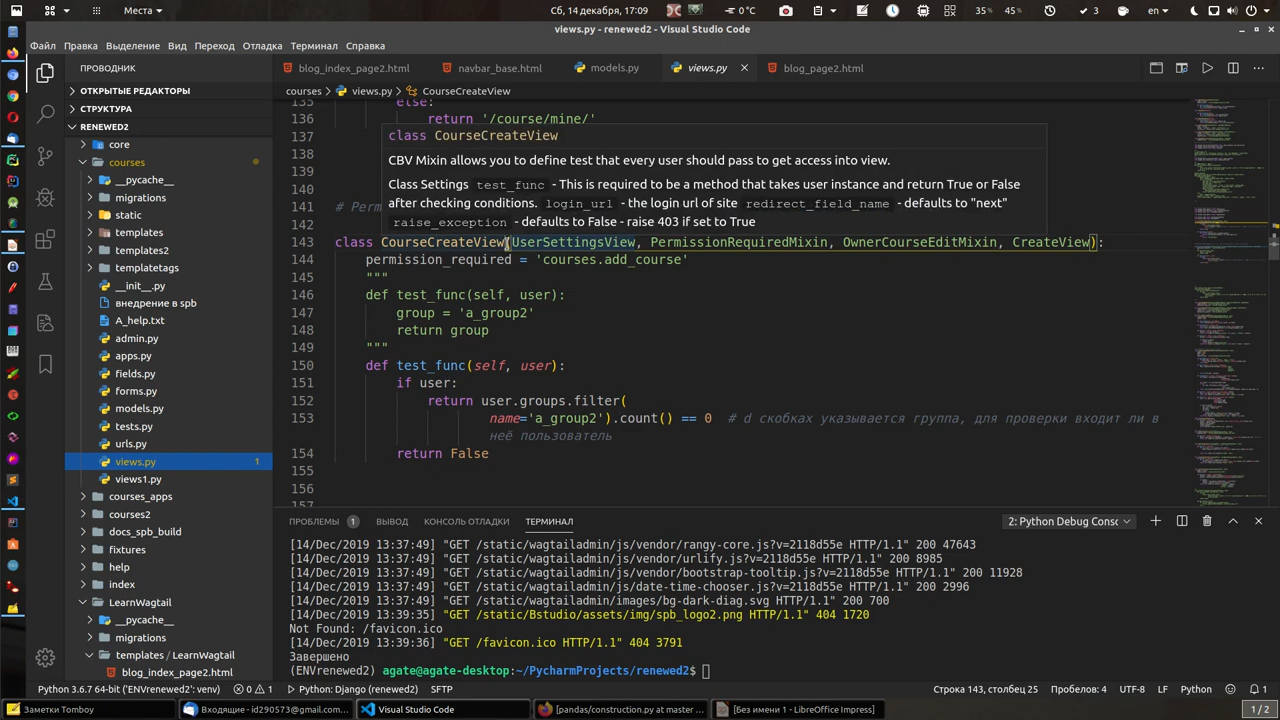 Места
Сб, 14 декабря, 17:09
0°C
35%
45%
3
en
views.py - renewed2 - Visual Studio Code
Файл Правка Выделение Вид Переход Отладка Терминал Справка
ПРОВОДНИК
ОТКРЫТЫЕ РЕДАКТОРЫ
СТРУКТУРА
RENEWED2
core
courses
__pycache__
migrations
static
templates
templates2
templatetags
__init__.py
внедрение в spb
A_help.txt
admin.py
apps.py
fields.py
forms.py
models.py
tests.py
urls.py
views.py 1
views1.py
courses_apps
courses2
docs_spb_build
fixtures
help
index
LearnWagtail
__pycache__
migrations
templates / LearnWagtail
blog_index_page2.html
blog_index_page2.html navbar_base.html models.py views.py blog_page2.html
courses > views.py > CourseCreateView
135 else:
136 return '/course/mine/'
137 class CourseCreateView
138 CBV Mixin allows you to define test that every user should pass to get access into view.
139
140 Class Settings - This is required to be a method that takes user instance and return True or False
after checking conditions. login_url - the login url of site redirect_field_name - defaults to "next"
141
raise_exception - defaults to False - raise 403 if set to True
142
143 class SettingsView, PermissionRequiredMixin, OwnerCourseEditMixin, CreateView):
144 permission_required = 'courses.add_course'
145 """
146 def test_func(self, user):
147 group = 'a_group2'
148 return group
149 """
150 def test_func(self, user):
151 if user:
152 return user.groups.filter(
153 name='a_group2').count() == 0 # указывается группа для проверки входит ли в
пользователь
154 return False
155
156
157
ПРОБЛЕМЫ 1 ВЫВОД КОНСОЛЬ ОТЛАДКИ ТЕРМИНАЛ
2: Python Debug Consc
[14/Dec/2019 13:37:49] "GET /static/wagtailadmin/js/vendor/rangy-core.js?v=2118d55e HTTP/1.1" 200 47643
[14/Dec/2019 13:37:49] "GET /static/wagtailadmin/js/vendor/urlify.js?v=2118d55e HTTP/1.1" 200 8985
[14/Dec/2019 13:37:49] "GET /static/wagtailadmin/js/vendor/bootstrap-tooltip.js?v=2118d55e HTTP/1.1" 200 11928
[14/Dec/2019 13:37:49] "GET /static/wagtailadmin/js/date-time-chooser.js?v=2118d55e HTTP/1.1" 200 2996
[14/Dec/2019 13:37:49] "GET /static/wagtailadmin/images/bg-dark-diag.svg HTTP/1.1" 200 700
[14/Dec/2019 13:39:35] "GET /static/Bstudio/assets/img/spb_logo2.png HTTP/1.1" 404 1720
Not Found: /favicon.ico
[14/Dec/2019 13:39:36] "GET /favicon.ico HTTP/1.1" 404 3791
Завершено
(ENVrenewed2) agate@agate-desktop:~/PycharmProjects/renewed2$
Python 3.6.7 64-bit ('ENVrenewed2': venv) 0 1 Python: Django (renewed2) SFTP Строка 143, столбец 25 Пробелов: 4 UTF-8 LF Python 1
Заметки Tomboy Входящие - id290573@gmail.com... Visual Studio Code [pandas/construction.py at master ... [Без имени 1 - LibreOffice Impress] 1/2